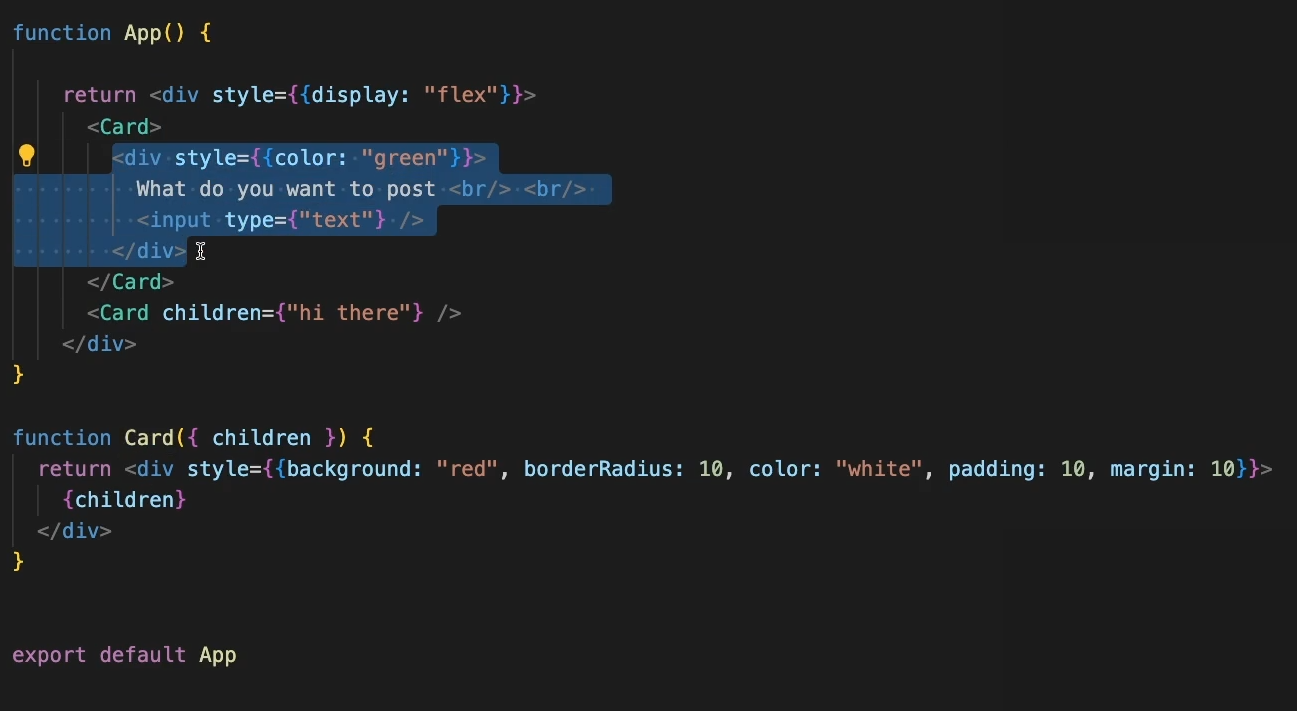 function App() {
return <div style={{display: "flex"}}>
<Card>
<div style={{color: "green"}}>
What do you want to post <br/> <br/>
<input type={"text"} />
</div>
</Card>
<Card children={"hi there"} />
</div>
}
function Card({ children }) {
return <div style={{background: "red", borderRadius: 10, color: "white", padding: 10, margin: 10}}>
{children}
</div>
}
export default App